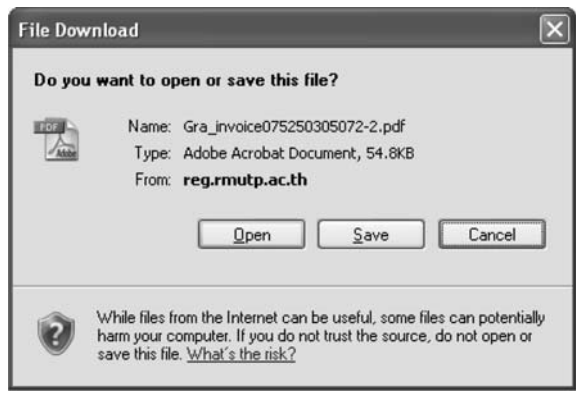 File Download
Do you want to open or save this file?
PDF
Adobe
Name: Gra_invoice075250305072-2.pdf
Type: Adobe Acrobat Document, 54.8KB
From: reg.rmutp.ac.th
Open Save Cancel
While files from the Internet can be useful, some files can potentially
harm your computer. If you do not trust the source, do not open or
save this file. What's the risk?